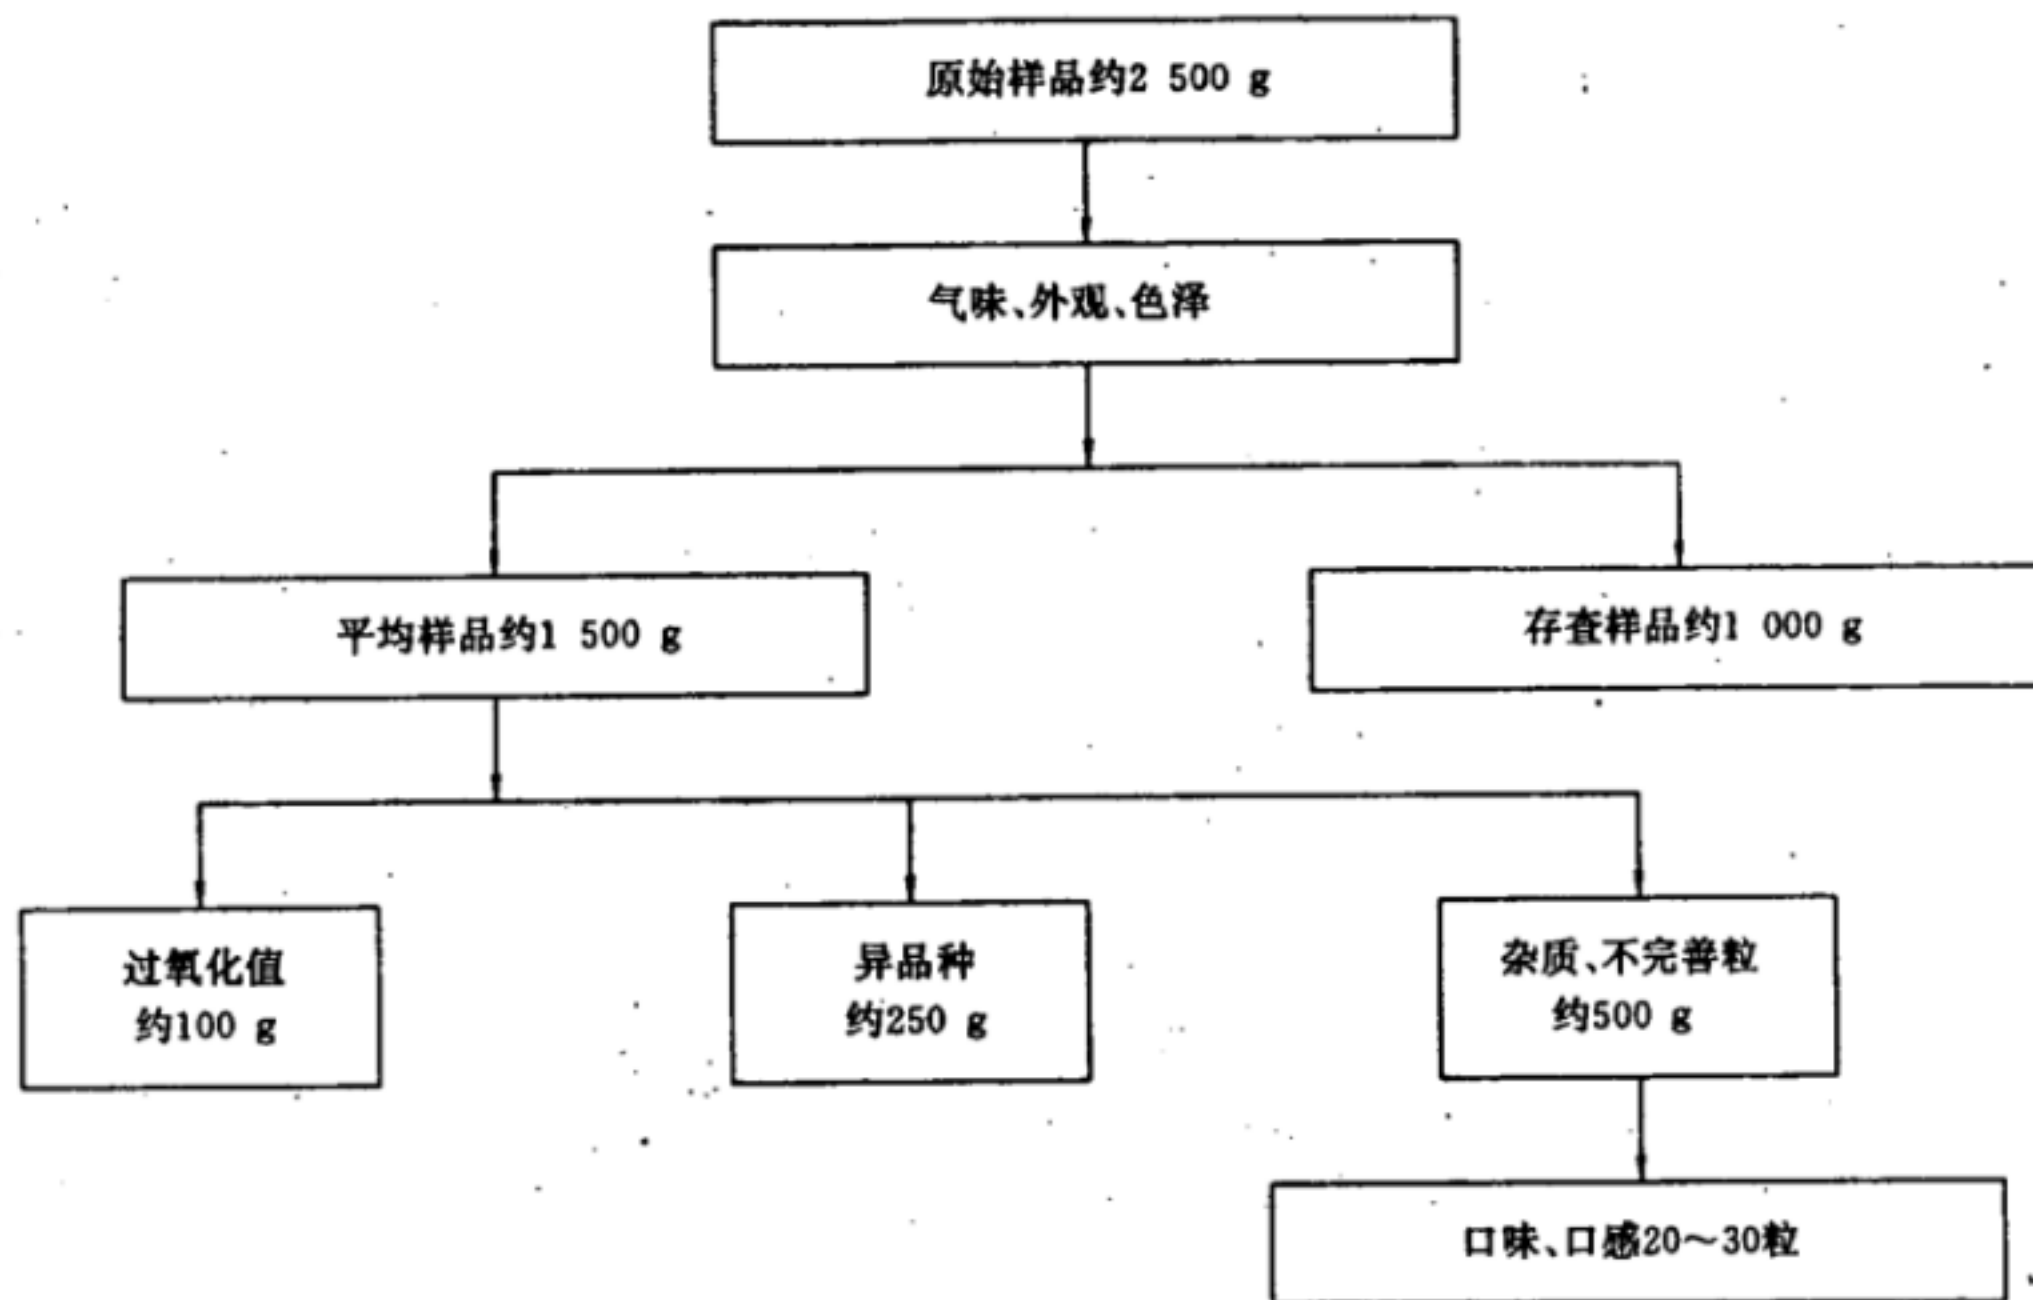 原始样品约2 500 g
气味、外观、色泽
平均样品约1 500 g
存查样品约1 000 g
过氧化值
约100 g
异品种
约250 g
杂质、不完善粒
约500 g
口味、口感20～30粒